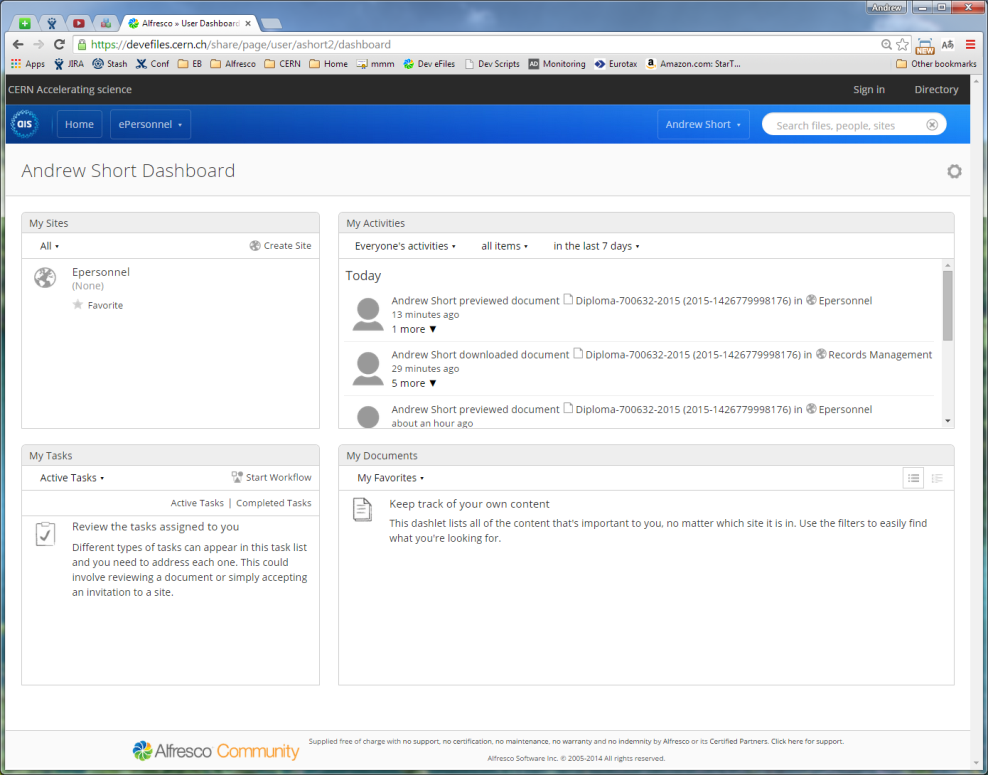 Andrew
Alfresco » User Dashboard
https://devefiles.cern.ch/share/page/user/ashort2/dashboard
NEW
Apps JIRA Stash Conf EB Alfresco CERN Home mmm Dev eFiles Dev Scripts AD Monitoring Eurotax Amazon.com: StarT... Other bookmarks
CERN Accelerating science Sign in Directory
ais Home ePersonnel Andrew Short Search files, people, sites
Andrew Short Dashboard
My Sites
All Create Site
Epersonnel
(None)
Favorite
My Activities
Everyone's activities all items in the last 7 days
Today
Andrew Short previewed document Diploma-700632-2015 (2015-1426779998176) in Epersonnel
13 minutes ago
1 more ▼
Andrew Short downloaded document Diploma-700632-2015 (2015-1426779998176) in Records Management
29 minutes ago
5 more ▼
Andrew Short previewed document Diploma-700632-2015 (2015-1426779998176) in Epersonnel
about an hour ago
My Tasks
Active Tasks Start Workflow
Active Tasks | Completed Tasks
Review the tasks assigned to you
Different types of tasks can appear in this task list
and you need to address each one. This could
involve reviewing a document or simply accepting
an invitation to a site.
My Documents
My Favorites
Keep track of your own content
This dashlet lists all of the content that's important to you, no matter which site it is in. Use the filters to easily find
what you're looking for.
Alfresco Community
Supplied free of charge with no support, no certification, no maintenance, no warranty and no indemnity by Alfresco or its Certified Partners. Click here for support.
Alfresco Software Inc. © 2005-2014 All rights reserved.